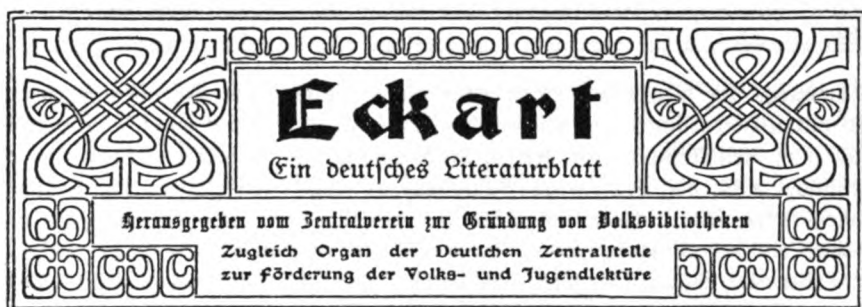 Eckart
Ein deutſches Literaturblatt
Herausgegeben vom Zentralverein zur Gründung von Volksbibliotheken
Zugleich Organ der Deutſchen Zentralſtelle
zur Förderung der Volks- und Jugendlektüre